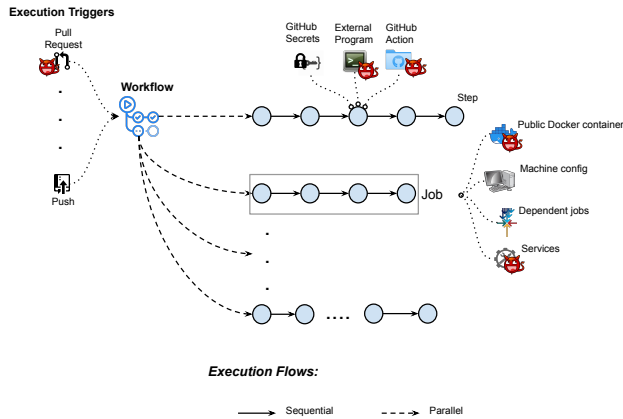 Execution Triggers
Pull
Request
Push
Workflow
GitHub
Secrets
External
Program
GitHub
Action
Step
Job
Public Docker container
Machine config
Dependent jobs
Services
Execution Flows:
Sequential
Parallel